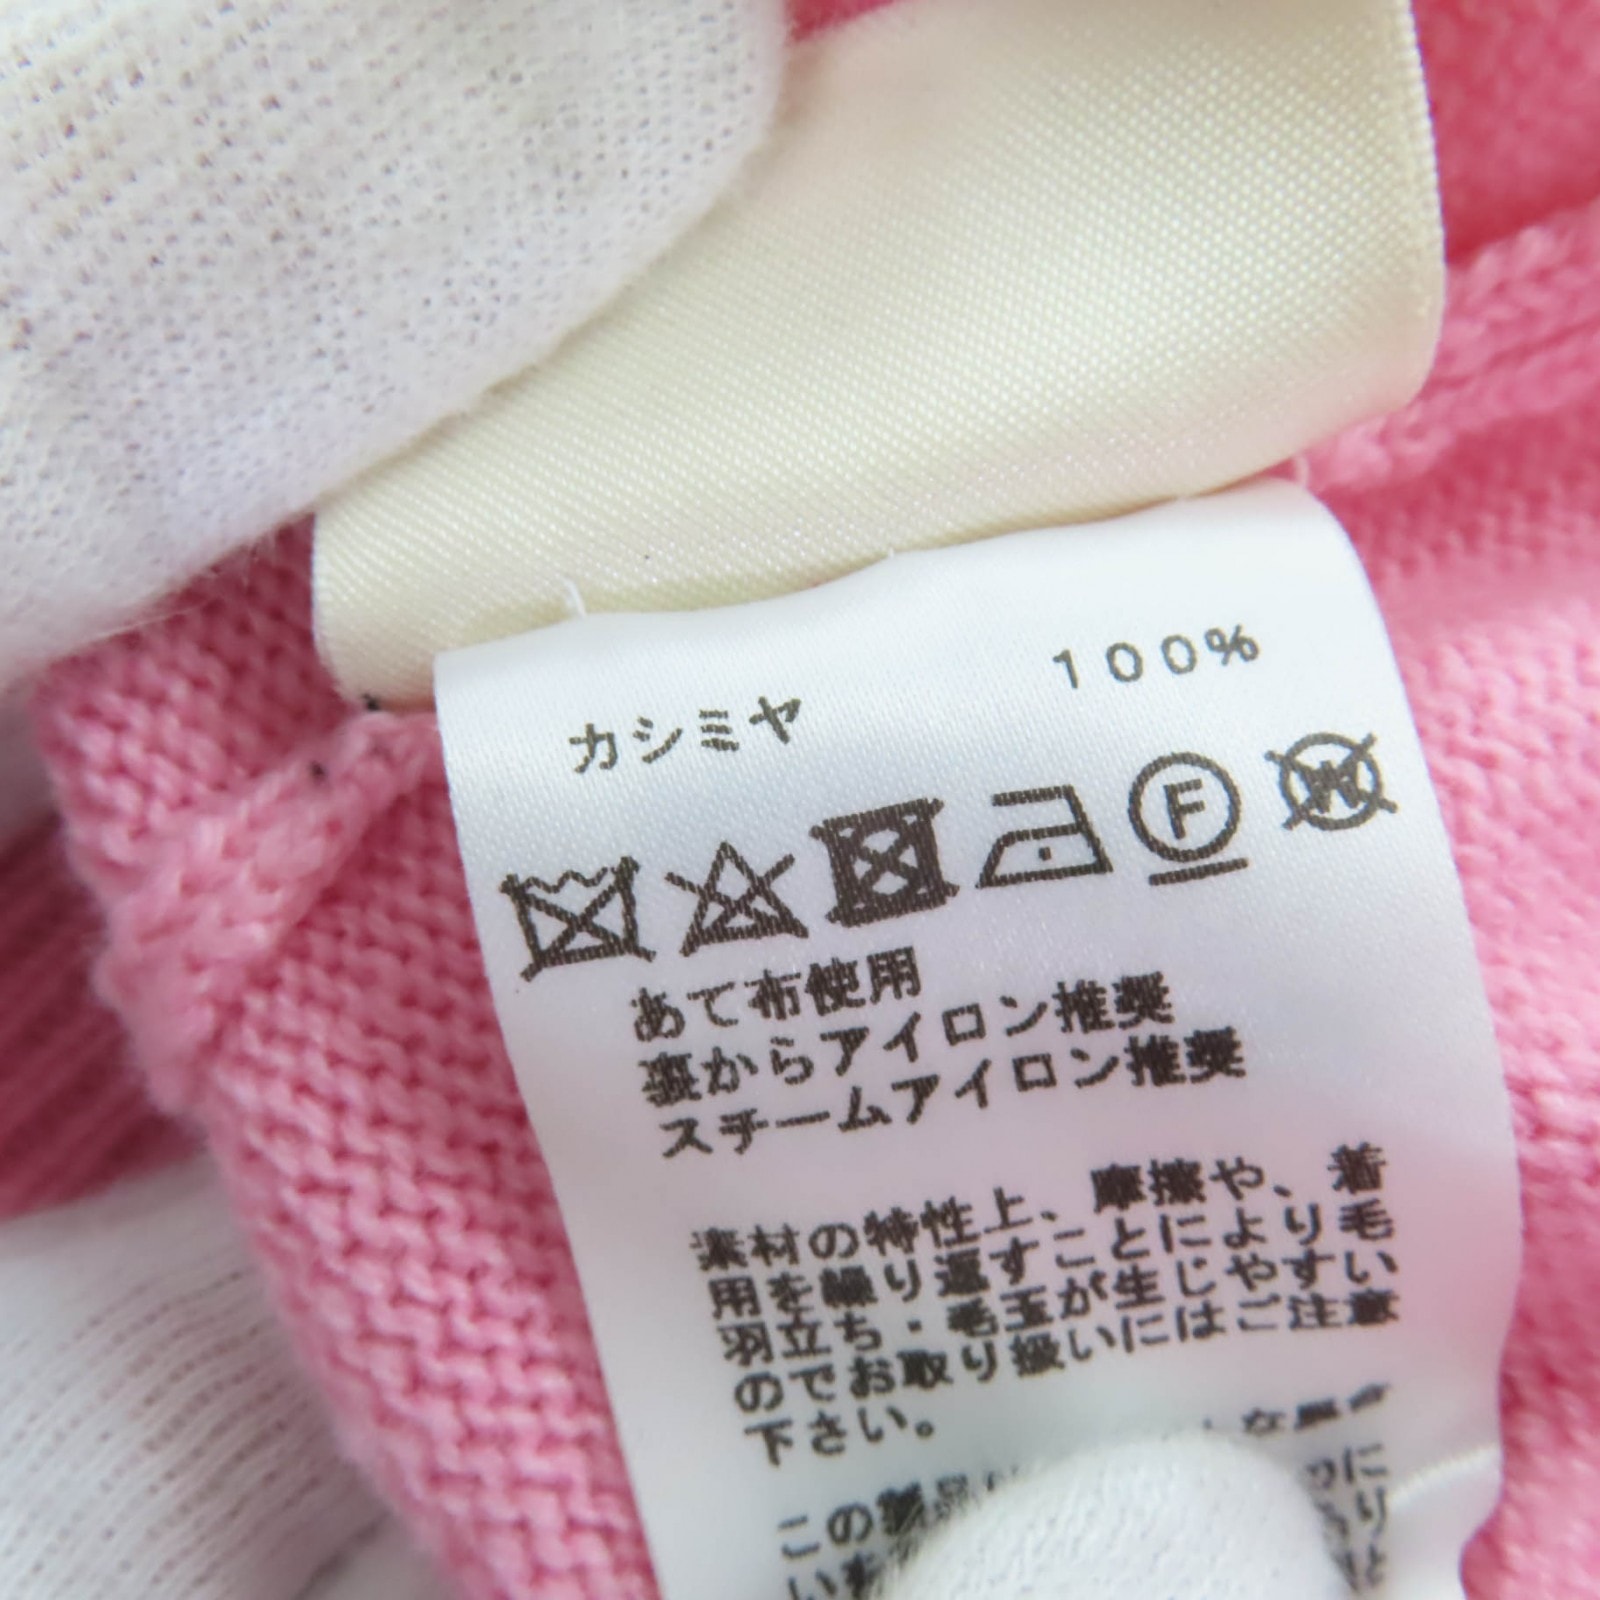 カシミヤ 100%
F W
あて布使用
裏からアイロン推奨
スチームアイロン推奨
素材の特性上、摩擦や、着
用を繰り返すことにより毛
羽立ち・毛玉が生じやすい
のでお取り扱いにはご注意
下さい。
この製品